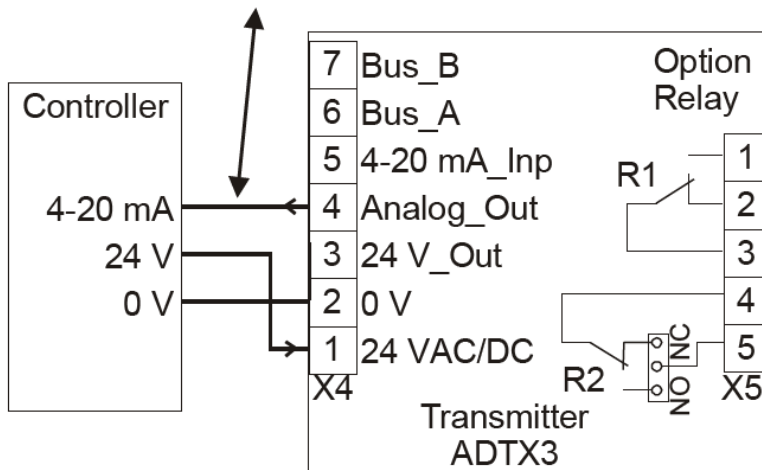 Controller
4-20 mA
24 V
0 V
7 Bus_B
6 Bus_A
5 4-20 mA_Inp
4 Analog_Out
3 24 V_Out
2 0 V
1 24 VAC/DC
X4
Option
Relay
R1
1
2
3
4
5
X5
R2
NC
NO
Transmitter
ADTX3